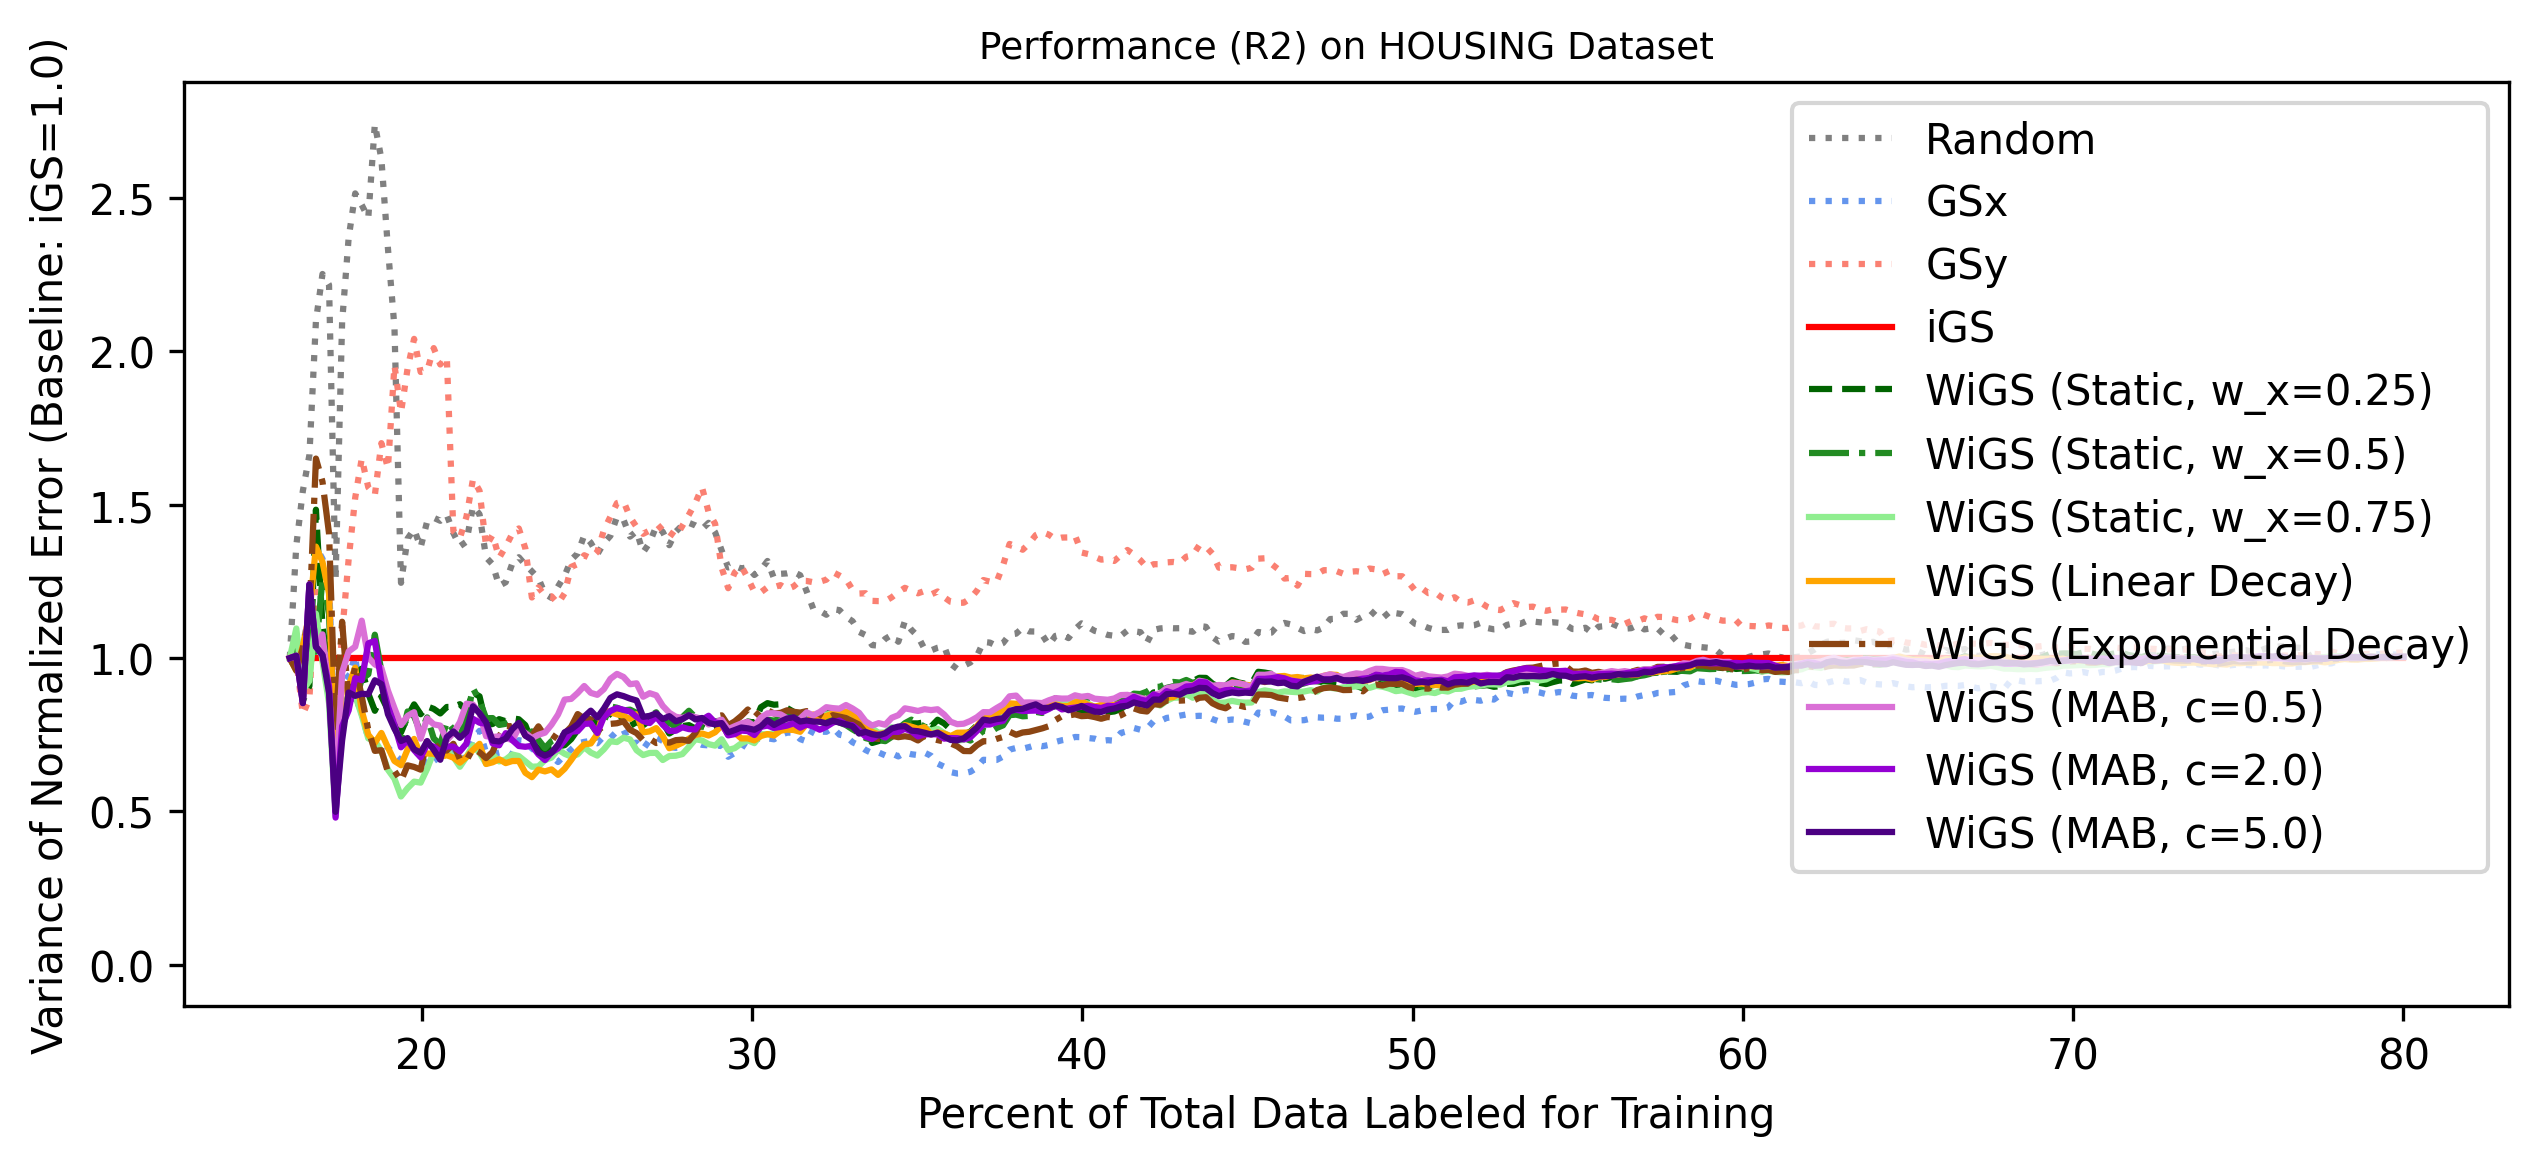 Performance (R2) on HOUSING Dataset
Variance of Normalized Error (Baseline: iGS=1.0)
2.5
2.0
1.5
1.0
0.5
0.0
Random
GSx
GSy
iGS
WiGS (Static, w_x=0.25)
WiGS (Static, w_x=0.5)
WiGS (Static, w_x=0.75)
WiGS (Linear Decay)
WiGS (Exponential Decay)
WiGS (MAB, c=0.5)
WiGS (MAB, c=2.0)
WiGS (MAB, c=5.0)
20 30 40 50 60 70 80
Percent of Total Data Labeled for Training